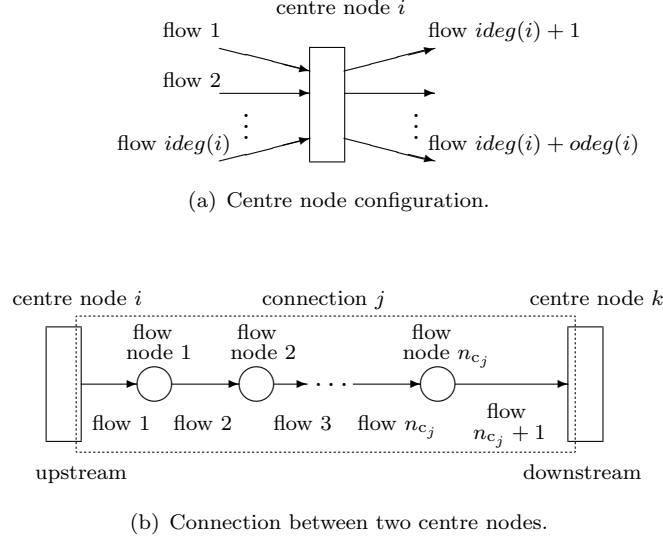 centre node i
flow 1
flow ideg(i) + 1
flow 2
⋮
⋮
flow ideg(i)
flow ideg(i) + odeg(i)
(a) Centre node configuration.
centre node i
connection j
centre node k
flow
node 1
flow
node 2
flow
node n_{c_j}
· · ·
flow 1
flow 2
flow 3
flow n_{c_j}
flow
n_{c_j} + 1
upstream
downstream
(b) Connection between two centre nodes.